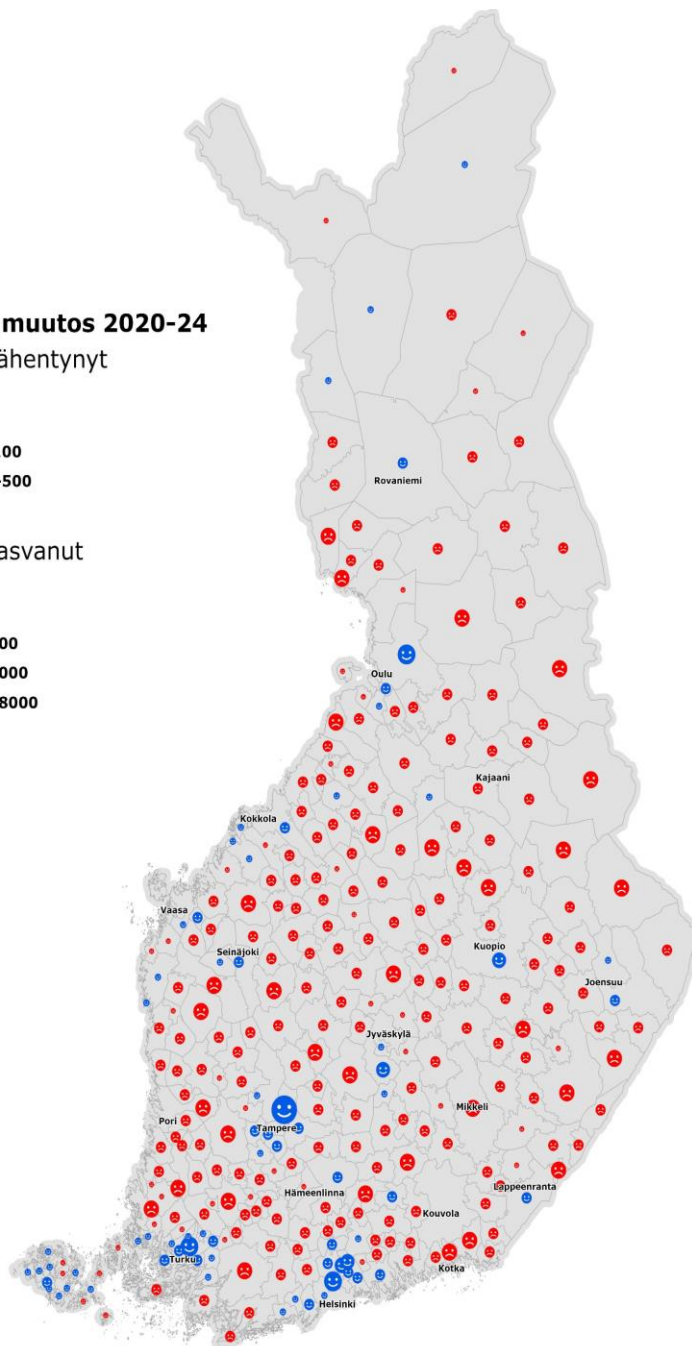 muutos 2020-24
ähentynyt
00
-500
asvanut
00
000
8000
Rovaniemi
Oulu
Kajaani
Kokkola
Vaasa
Seinäjoki
Kuopio
Joensuu
Jyväskylä
Mikkeli
Pori
Tampere
Hämeenlinna
Lappeenranta
Kouvola
Turku
Kotka
Helsinki